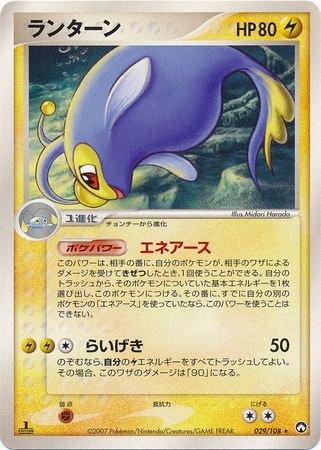 ランターン HP80
Illus.Midori Harada
1進化 チョンチーから進化
ポケパワー エネアース
このパワーは、相手の番に、自分のポケモンが、相手のワザによる
ダメージを受けてきぜつしたとき、1回使うことができる。自分の
トラッシュから、そのポケモンについていた基本エネルギーを1枚
選び出し、このポケモンにつける。その番に、すでに自分の別の
ポケモンの「エネアース」を使っていたなら、このパワーは使うこと
はできない。
らいげき 50
のぞむなら、自分のエネルギーをすべてトラッシュしてよい。
その場合、このワザのダメージは「90」になる。
弱点 抵抗力 にげる
1 EDITION ©2007 Pokémon/Nintendo/Creatures/GAME FREAK. 029/108 ★